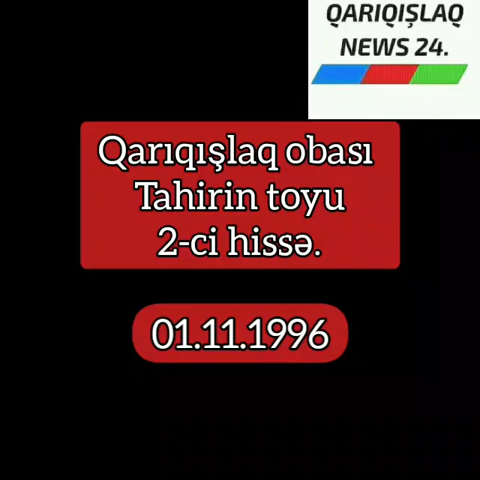 QARIQIŞLAQ
NEWS 24.
Qarıqışlaq obası
Tahirin toyu
2-ci hissə.
01.11.1996